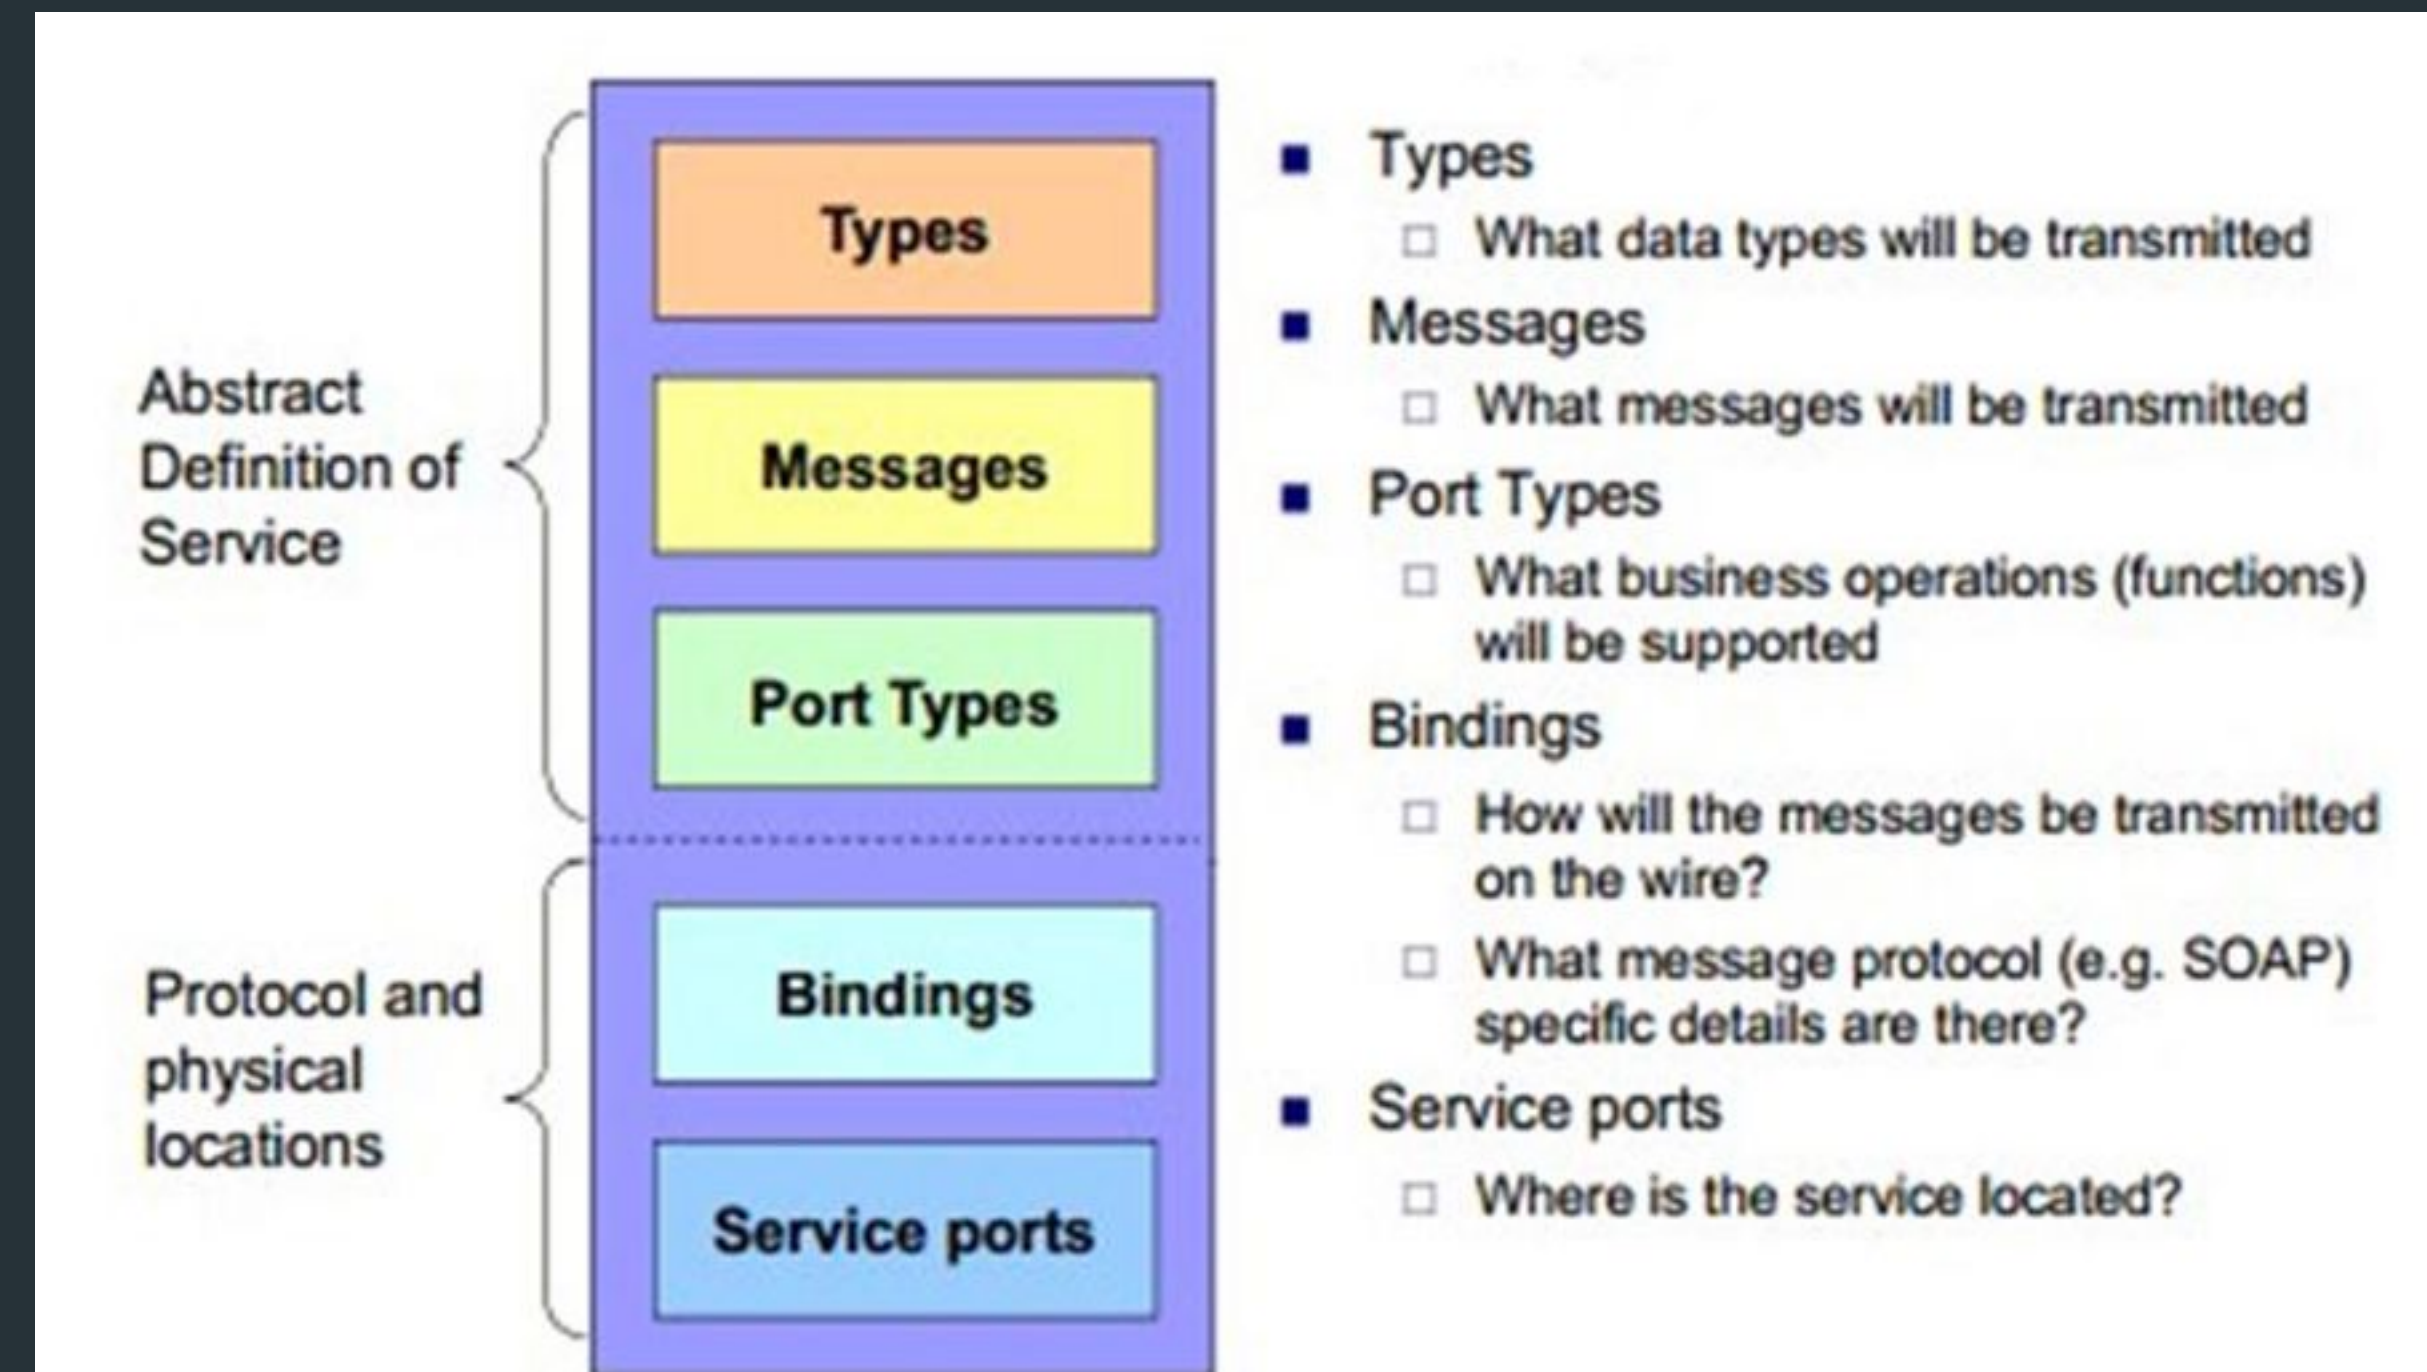 Abstract
Definition of
Service
Protocol and
physical
locations
Types
Messages
Port Types
Bindings
Service ports
Types
What data types will be transmitted
Messages
What messages will be transmitted
Port Types
What business operations (functions)
will be supported
Bindings
How will the messages be transmitted
on the wire?
What message protocol (e.g. SOAP)
specific details are there?
Service ports
Where is the service located?